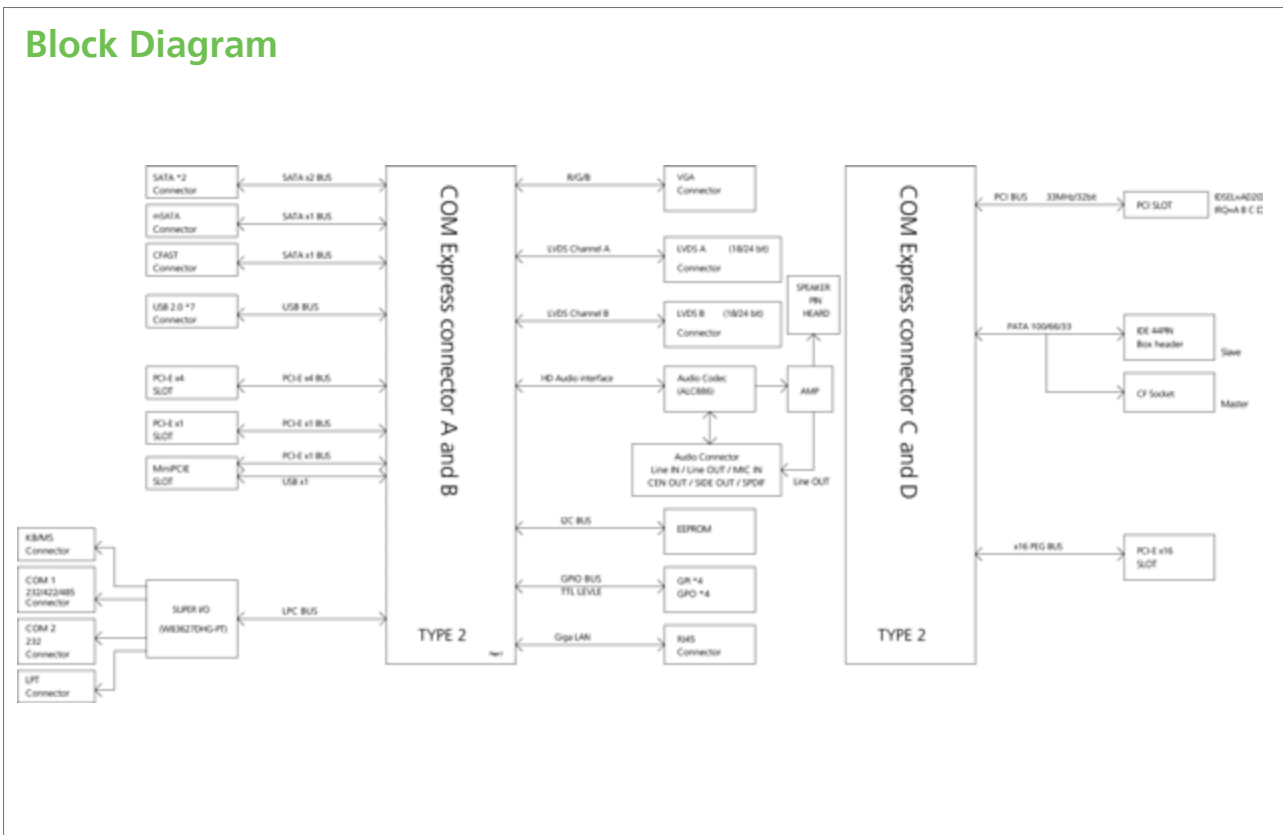 Block Diagram
SATA *2
Connector
SATA x2 BUS
mSATA
Connector
SATA x1 BUS
CFAST
Connector
SATA x1 BUS
USB 2.0 *7
Connector
USB BUS
PCI-E x4
SLOT
PCI-E x4 BUS
PCI-E x1
SLOT
PCI-E x1 BUS
MiniPCIE
SLOT
PCI-E x1 BUS
USB x1
KB/MS
Connector
COM 1
232/422/485
Connector
COM 2
232
Connector
LPT
Connector
SUPER I/O
(W83627DHG-PT)
LPC BUS
COM Express connector A and B
TYPE 2
R/G/B
VGA
Connector
LVDS Channel A
LVDS A (18/24 bit)
Connector
LVDS Channel B
LVDS B (18/24 bit)
Connector
SPEAKER
PIN
HEARD
HD Audio interface
Audio Codec
(ALC886)
AMP
Audio Connector
Line IN / Line OUT / MIC IN
CEN OUT / SIDE OUT / SPDIF
Line OUT
I2C BUS
EEPROM
GPIO BUS
TTL LEVLE
GPI *4
GPO *4
Giga LAN
RJ45
Connector
COM Express connector C and D
TYPE 2
PCI BUS 33MHz/32bit
PCI SLOT
IDSEL=AD20
IRQ=A B C D
PATA 100/66/33
IDE 44PIN
Box header
Slave
CF Socket
Master
x16 PEG BUS
PCI-E x16
SLOT